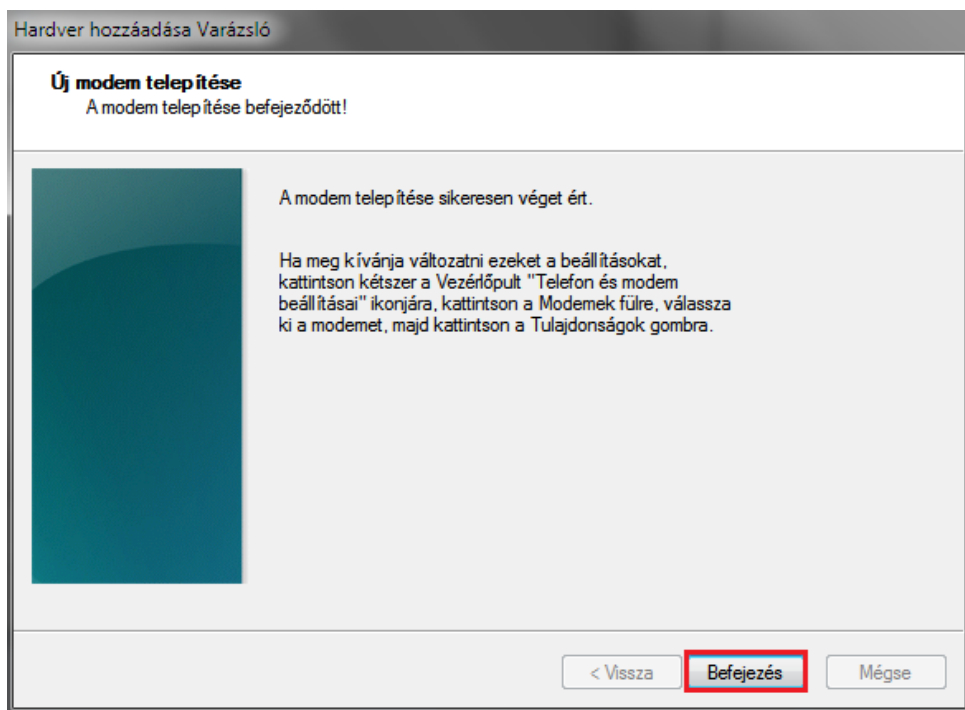 Hardver hozzáadása Varázsló
Új modem telepítése
A modem telepítése befejeződött!
A modem telepítése sikeresen véget ért.
Ha meg kívánja változatni ezeket a beállításokat,
kattintson kétszer a Vezérlőpult "Telefon és modem
beállításai" ikonjára, kattintson a Modemek fülre, válassza
ki a modemet, majd kattintson a Tulajdonságok gombra.
< Vissza Befejezés Mégse